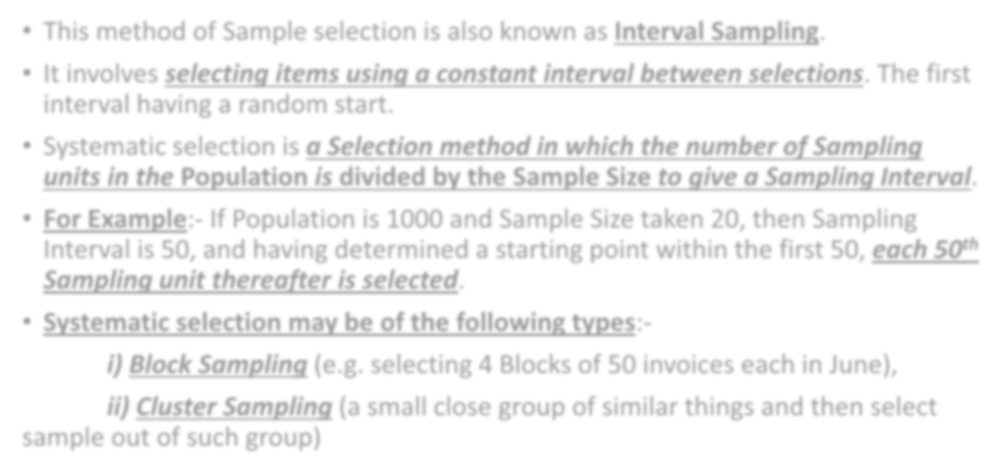 • This method of Sample selection is also known as Interval Sampling.
• It involves selecting items using a constant interval between selections. The first
interval having a random start.
• Systematic selection is a Selection method in which the number of Sampling
units in the Population is divided by the Sample Size to give a Sampling Interval.
• For Example:- If Population is 1000 and Sample Size taken 20, then Sampling
Interval is 50, and having determined a starting point within the first 50, each 50th
Sampling unit thereafter is selected.
• Systematic selection may be of the following types:-
i) Block Sampling (e.g. selecting 4 Blocks of 50 invoices each in June),
ii) Cluster Sampling (a small close group of similar things and then select
sample out of such group)